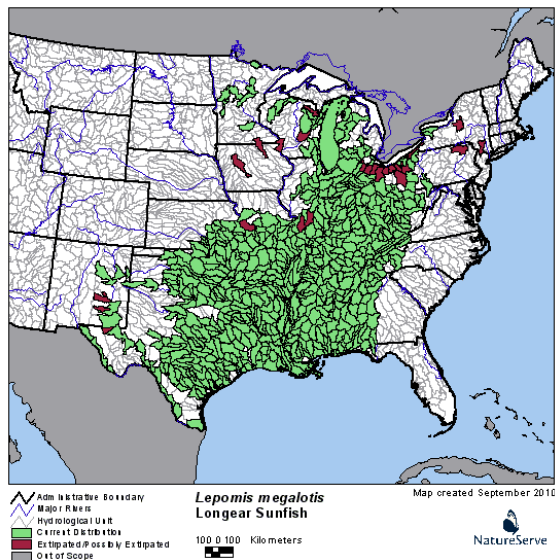 Administrative Boundary
Major Rivers
Hydrological Unit
Current Distribution
Extirpated/Possibly Extirpated
Out of Scope
Lepomis megalotis
Longear Sunfish
100 0 100 Kilometers
Map created September 2010
NatureServe